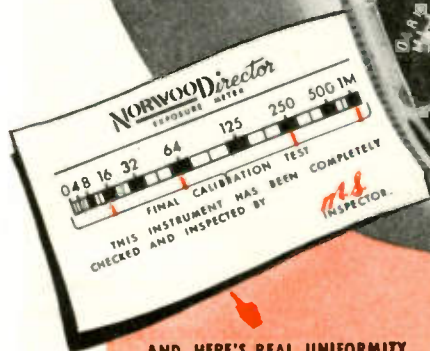 NORWOOD Director
EXPOSURE METER
0 4 8 16 32 64 125 250 500 1M
FINAL CALIBRATION TEST
THIS INSTRUMENT HAS BEEN COMPLETELY
CHECKED AND INSPECTED BY
INSPECTOR.
AND HERE'S REAL UNIFORMITY